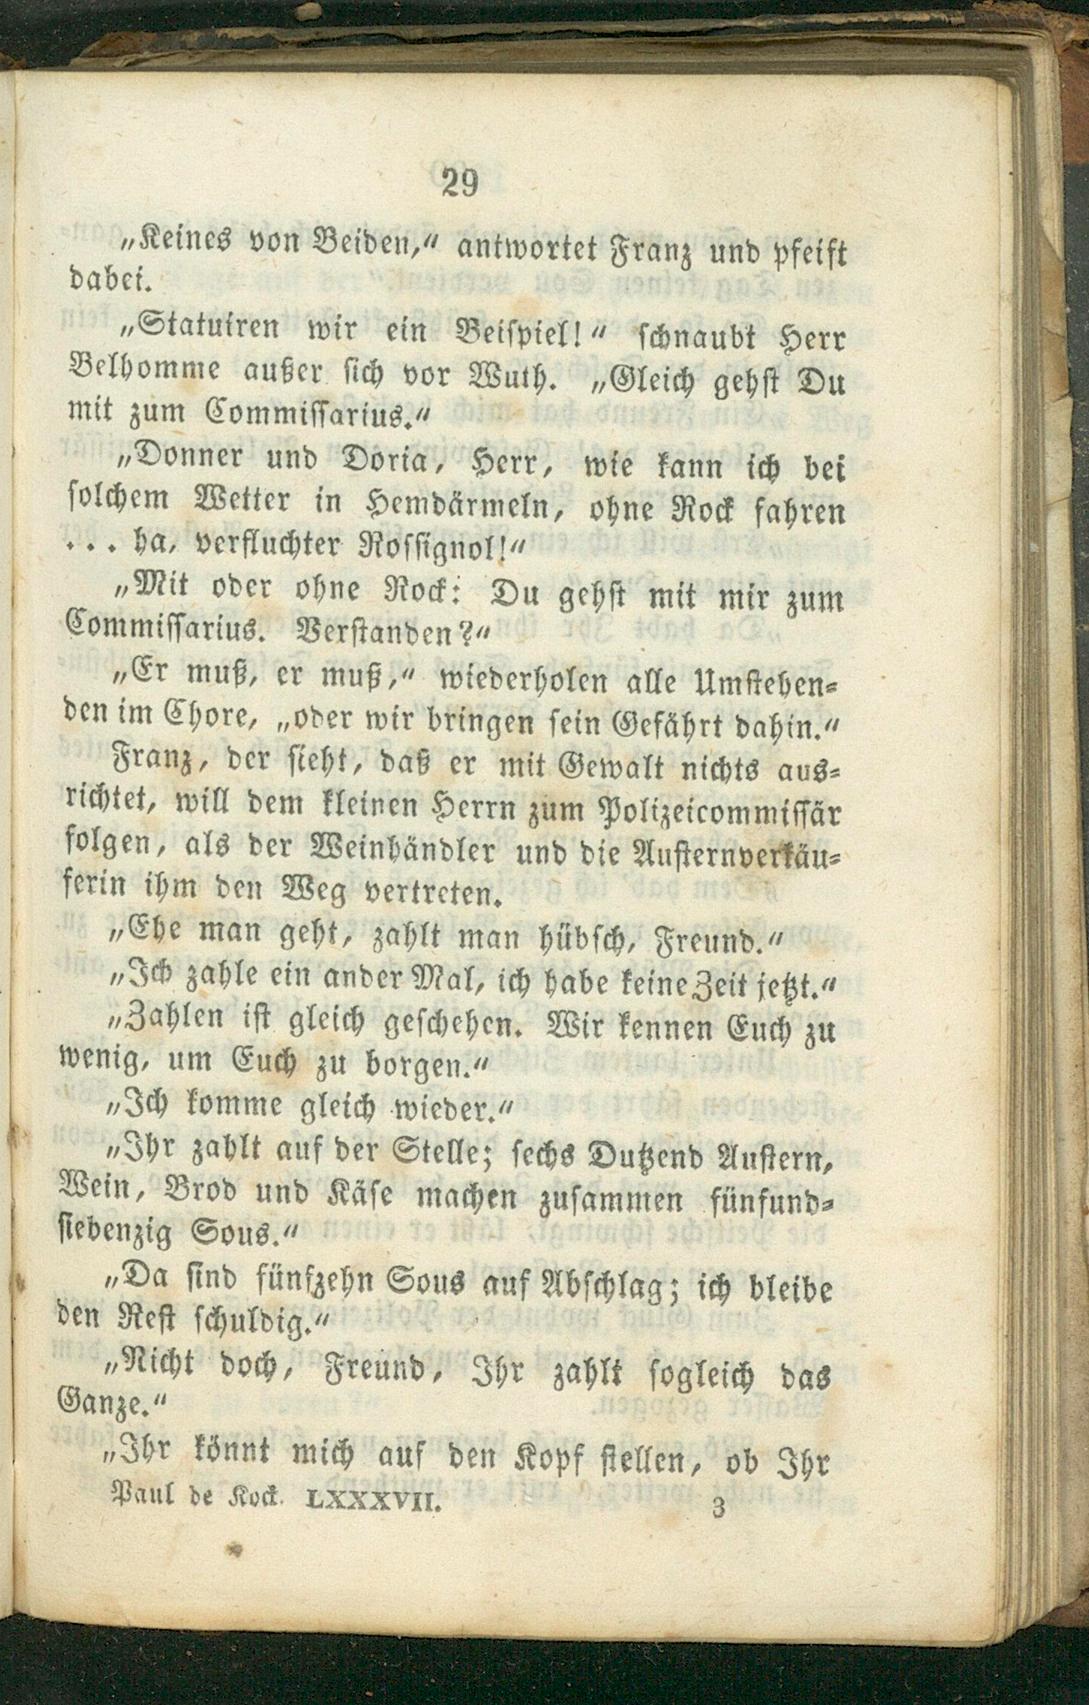 29
„Keines von Beiden,“ antwortet Franz und pfeift
dabei.
„Statuiren wir ein Beispiel!“ schnaubt Herr
Belhomme außer sich vor Wuth. „Gleich gehst Du
mit zum Commissarius.“
„Donner und Doria, Herr, wie kann ich bei
solchem Wetter in Hemdärmeln, ohne Rock fahren
... ha, verfluchter Rossignol!“
„Mit oder ohne Rock: Du gehst mit mir zum
Commissarius. Verstanden?“
„Er muß, er muß,“ wiederholen alle Umstehen-
den im Chore, „oder wir bringen sein Gefährt dahin.“
Franz, der sieht, daß er mit Gewalt nichts aus-
richtet, will dem kleinen Herrn zum Polizeicommissär
folgen, als der Weinhändler und die Austernverkäu-
ferin ihm den Weg vertreten.
„Ehe man geht, zahlt man hübsch, Freund.“
„Ich zahle ein ander Mal, ich habe keine Zeit jetzt.“
„Zahlen ist gleich geschehen. Wir kennen Euch zu
wenig, um Euch zu borgen.“
„Ich komme gleich wieder.“
„Ihr zahlt auf der Stelle; sechs Dutzend Austern,
Wein, Brod und Käse machen zusammen fünfund-
siebenzig Sous.“
„Da sind fünfzehn Sous auf Abschlag; ich bleibe
den Rest schuldig.“
„Nicht doch, Freund, Ihr zahlt sogleich das
Ganze.“
„Ihr könnt mich auf den Kopf stellen, ob Ihr
Paul de Kock. LXXXVII. 3